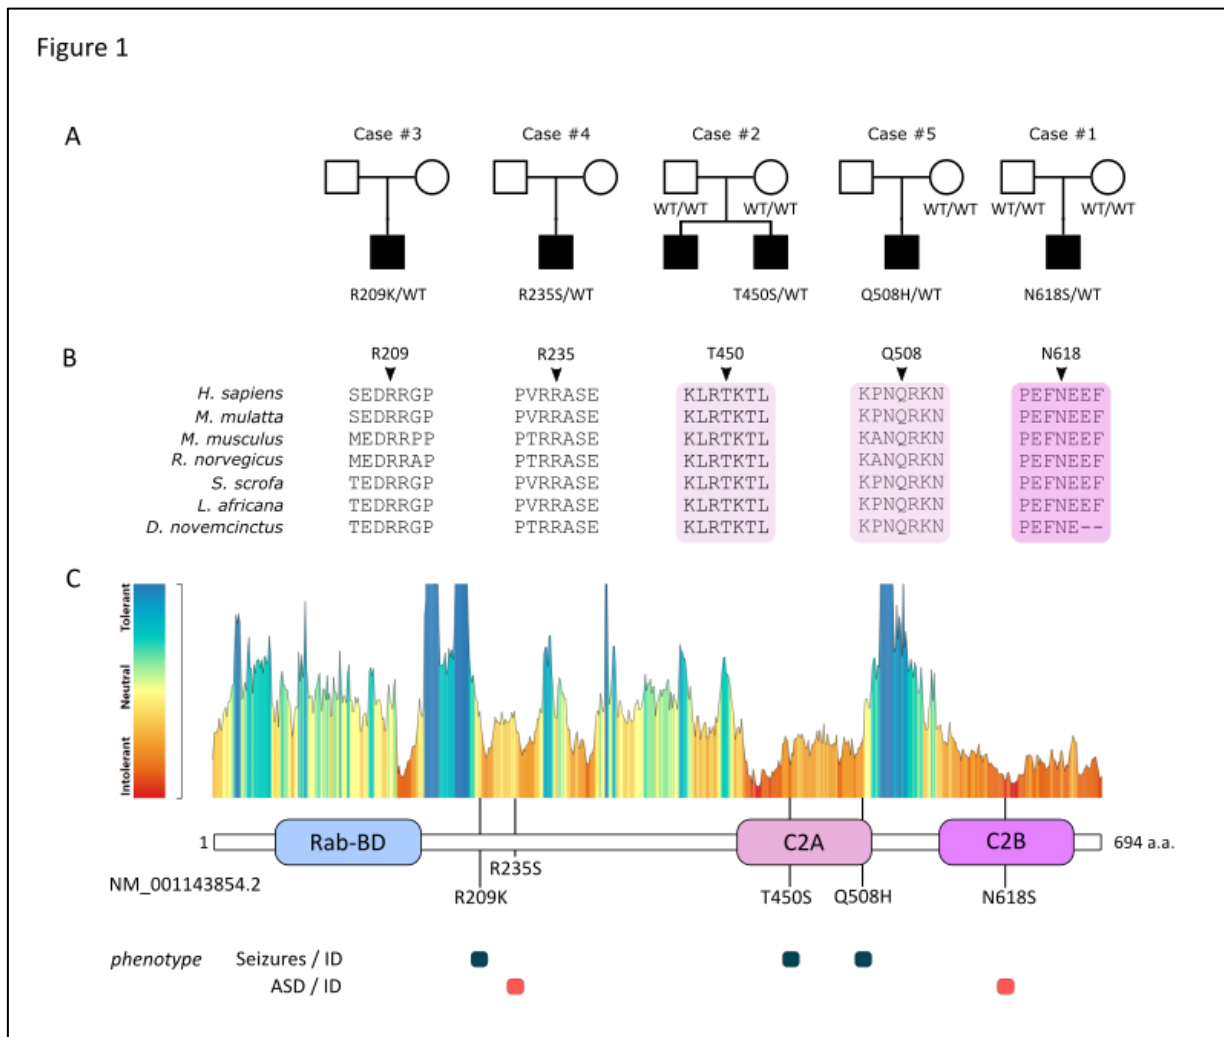 Figure 1
A
Case #3 Case #4 Case #2 Case #5 Case #1
WT/WT WT/WT WT/WT WT/WT WT/WT
R209K/WT R235S/WT T450S/WT Q508H/WT N618S/WT
B
R209 R235 T450 Q508 N618
H. sapiens SEDRRGP PVRRASE KLRTKTL KPNQRKN PEFNEEF
M. mulatta SEDRRGP PVRRASE KLRTKTL KPNQRKN PEFNEEF
M. musculus MEDRRPP PTRRASE KLRTKTL KANQRKN PEFNEEF
R. norvegicus MEDRRAP PTRRASE KLRTKTL KANQRKN PEFNEEF
S. scrofa TEDRRGP PVRRASE KLRTKTL KPNQRKN PEFNEEF
L. africana TEDRRGP PVRRASE KLRTKTL KPNQRKN PEFNEEF
D. novemcinctus TEDRRGP PTRRASE KLRTKTL KPNQRKN PEFNE--
C
Tolerant
Neutral
Intolerant
1 Rab-BD C2A C2B 694 a.a.
R235S
NM_001143854.2
R209K T450S Q508H N618S
phenotype Seizures / ID
ASD / ID